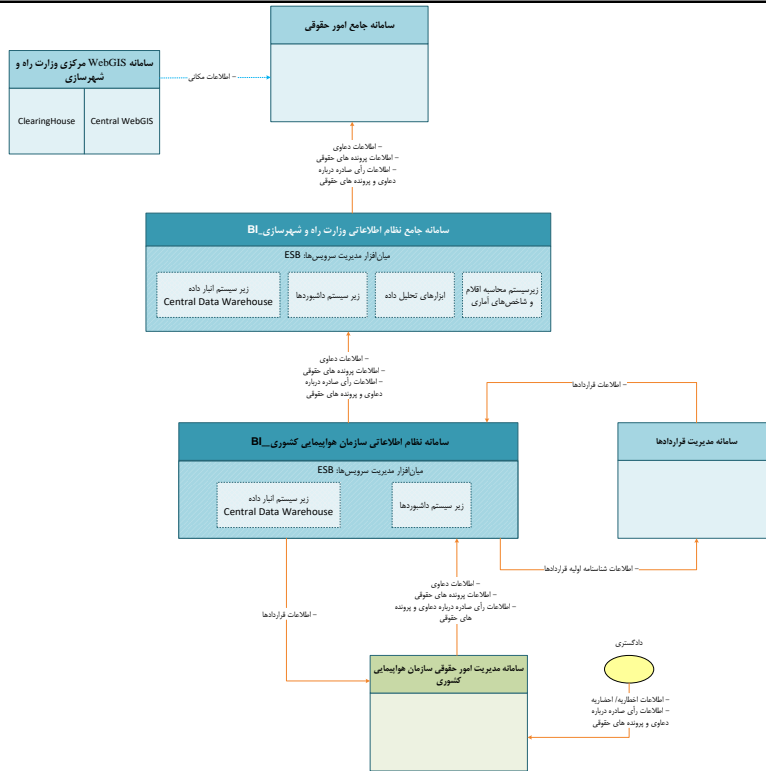 سامانه جامع امور حقوقی
سامانه WebGIS مرکزی وزارت راه و
شهرسازی
ClearingHouse
Central WebGIS
- اطلاعات مکانی
- اطلاعات دعاوی
- اطلاعات پرونده های حقوقی
- اطلاعات رأی صادره درباره
دعاوی و پرونده های حقوقی
سامانه جامع نظام اطلاعاتی وزارت راه و شهرسازی_BI
میان‌افزار مدیریت سرویس‌ها: ESB
زیرسیستم محاسبه اقلام
و شاخص‌های آماری
ابزارهای تحلیل داده
زیر سیستم داشبوردها
زیر سیستم انبار داده
Central Data Warehouse
- اطلاعات دعاوی
- اطلاعات پرونده های حقوقی
- اطلاعات رأی صادره درباره
دعاوی و پرونده های حقوقی
- اطلاعات قراردادها
سامانه نظام اطلاعاتی سازمان هواپیمایی کشوری_BI
میان‌افزار مدیریت سرویس‌ها: ESB
زیر سیستم داشبوردها
زیر سیستم انبار داده
Central Data Warehouse
سامانه مدیریت قراردادها
- اطلاعات شناسنامه اولیه قراردادها
- اطلاعات دعاوی
- اطلاعات پرونده های حقوقی
- اطلاعات رأی صادره درباره دعاوی و پرونده
های حقوقی
- اطلاعات قراردادها
سامانه مدیریت امور حقوقی سازمان هواپیمایی
کشوری
دادگستری
- اطلاعات اخطاریه/ احضاریه
- اطلاعات رأی صادره درباره
دعاوی و پرونده های حقوقی